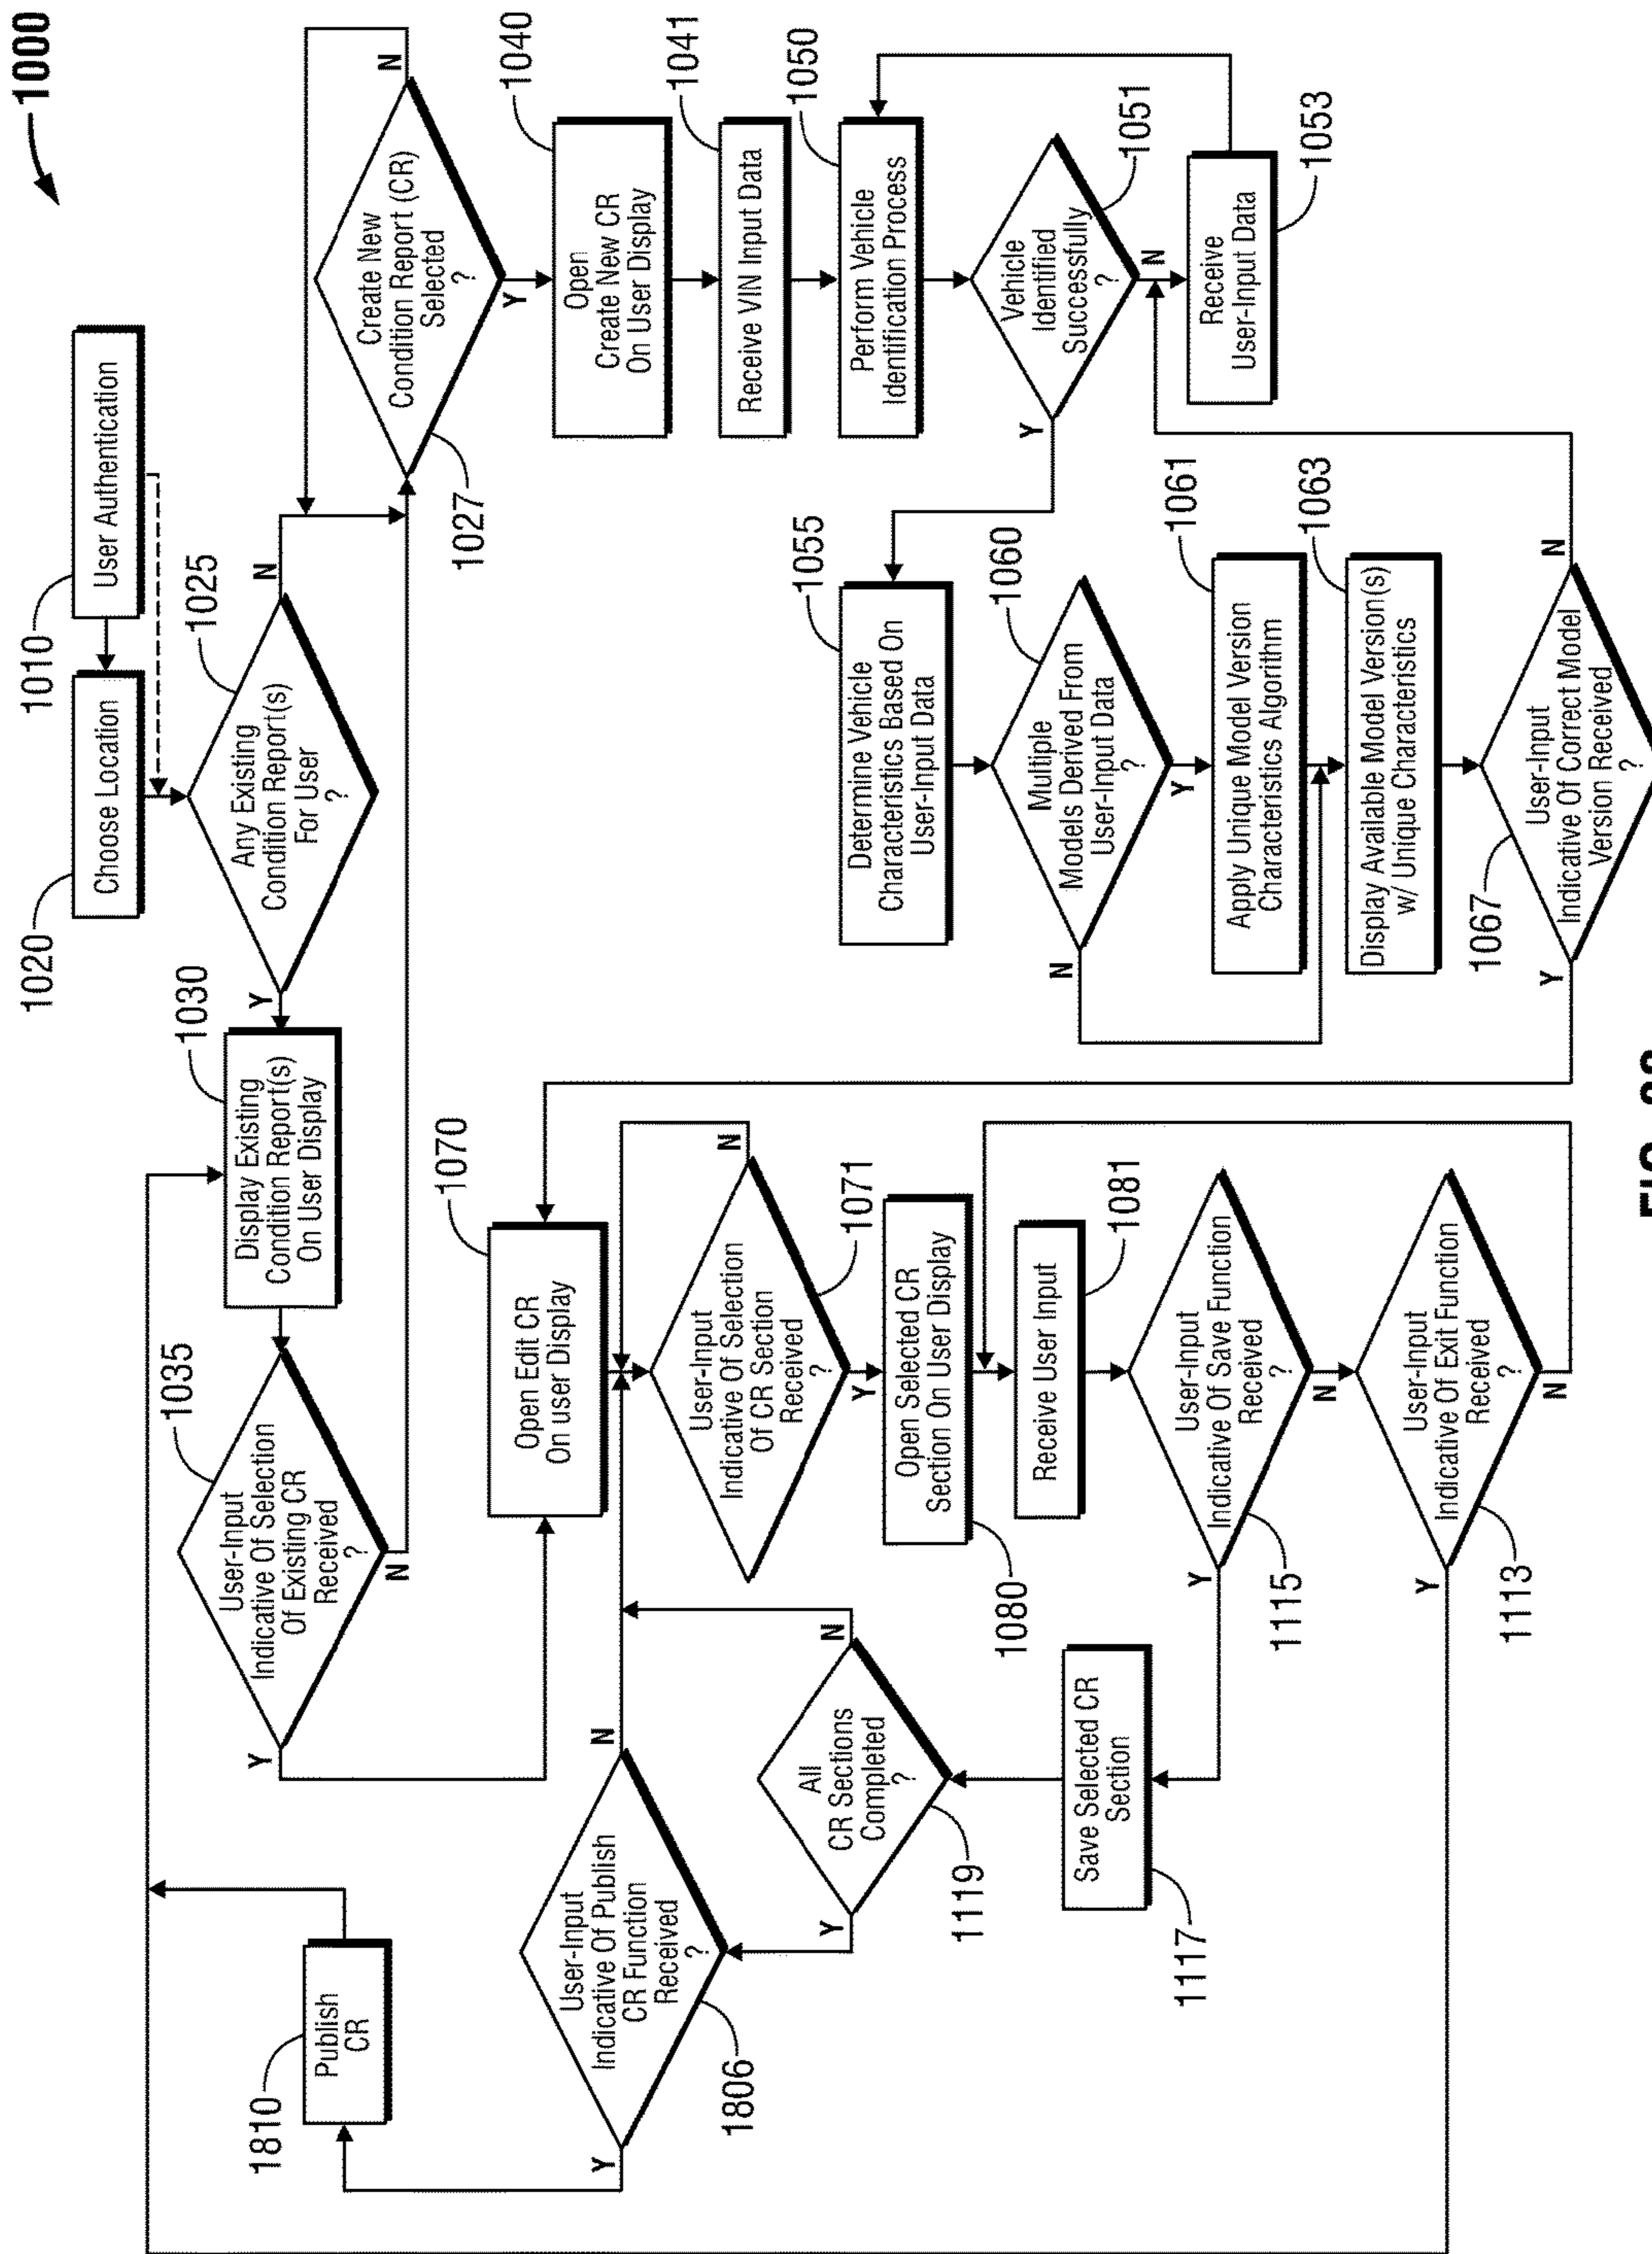 1000
1010
User Authentication
1020
Choose Location
1025
Any Existing
Condition Report(s)
For User
?
Y
N
1027
Create New
Condition Report (CR)
Selected
?
N
Y
1030
Display Existing
Condition Report(s)
On User Display
1035
User-Input
Indicative Of Selection
Of Existing CR
Received
?
Y
N
1040
Open
Create New CR
On User Display
1041
Receive VIN Input Data
1050
Perform Vehicle
Identification Process
1051
Vehicle
Identified
Successfully
?
Y
N
1053
Receive
User-Input Data
1055
Determine Vehicle
Characteristics Based On
User-Input Data
1060
Multiple
Models Derived From
User-Input Data
?
N
Y
1061
Apply Unique Model Version
Characteristics Algorithm
1063
Display Available Model Version(s)
w/ Unique Characteristics
1067
User-Input
Indicative Of Correct Model
Version Received
?
Y
N
1070
Open Edit CR
On user Display
1071
User-Input
Indicative Of Selection
Of CR Section
Received
?
N
Y
1080
Open Selected CR
Section On User Display
1081
Receive User Input
1115
User-Input
Indicative Of Save Function
Received
?
Y
N
1113
User-Input
Indicative Of Exit Function
Received
?
Y
N
1117
Save Selected CR
Section
1119
All
CR Sections
Completed
?
Y
N
1806
User-Input
Indicative Of Publish
CR Function
Received
?
Y
N
1810
Publish
CR